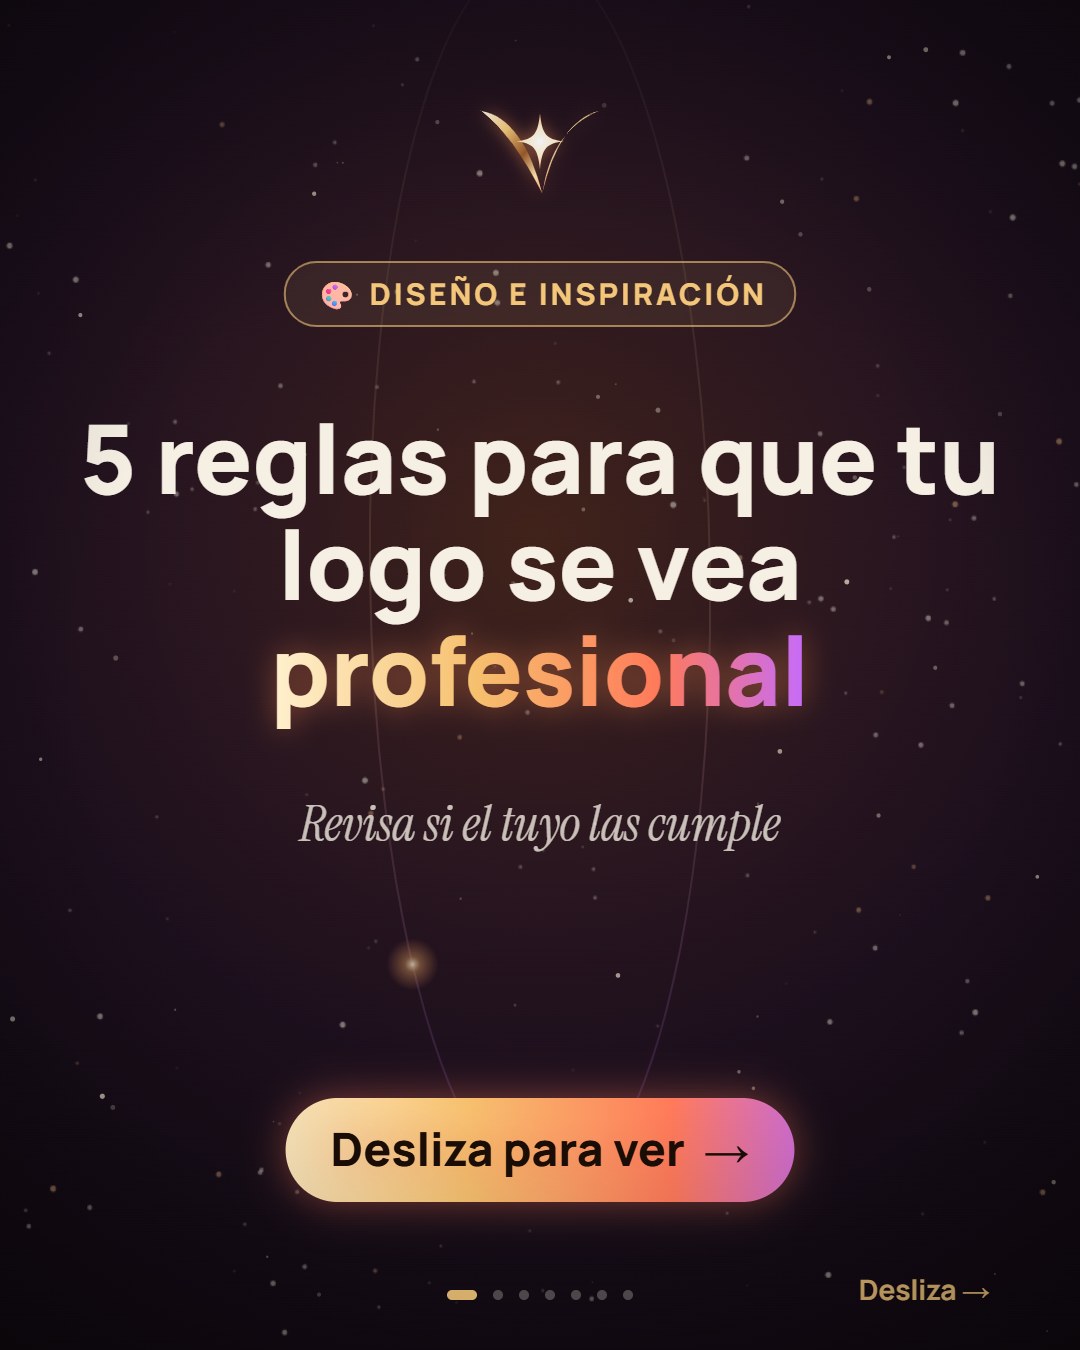 🎨 DISEÑO E INSPIRACIÓN
5 reglas para que tu
logo se vea
profesional
Revisa si el tuyo las cumple
Desliza para ver →
Desliza →